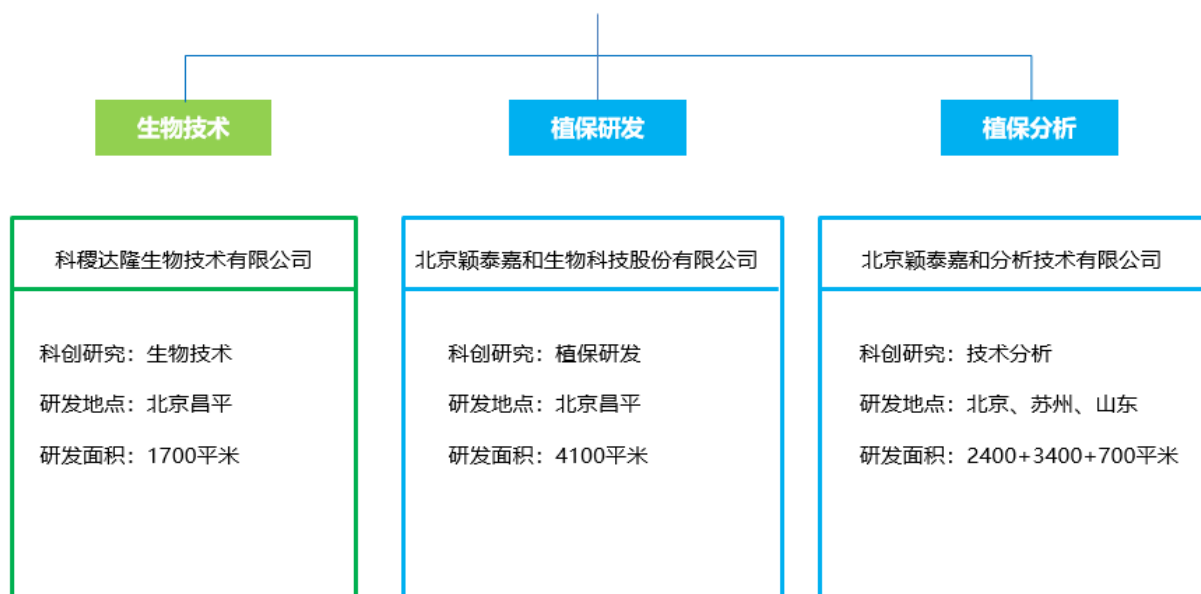 生物技术
植保研发
植保分析
科稷达隆生物技术有限公司
科创研究：生物技术
研发地点：北京昌平
研发面积：1700平米
北京颖泰嘉和生物科技股份有限公司
科创研究：植保研发
研发地点：北京昌平
研发面积：4100平米
北京颖泰嘉和分析技术有限公司
科创研究：技术分析
研发地点：北京、苏州、山东
研发面积：2400+3400+700平米